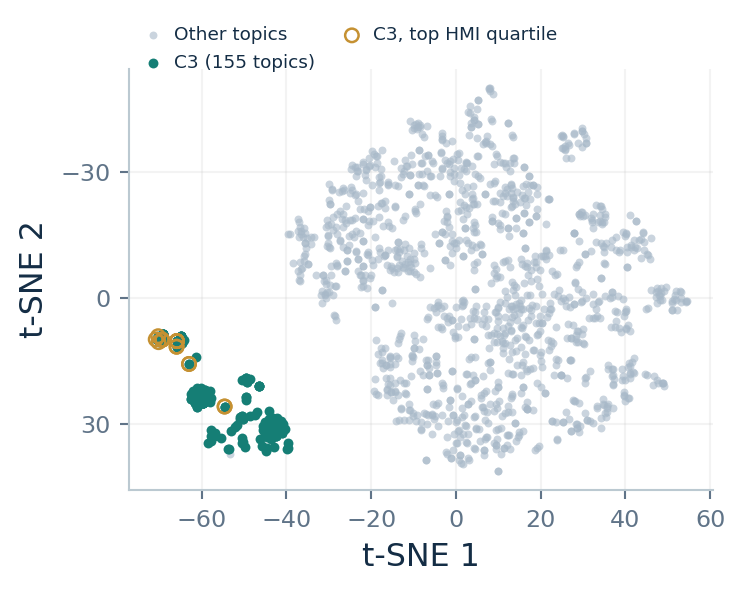 Other topics
C3, top HMI quartile
C3 (155 topics)
−30
0
30
t-SNE 2
−60
−40
−20
0
20
40
60
t-SNE 1